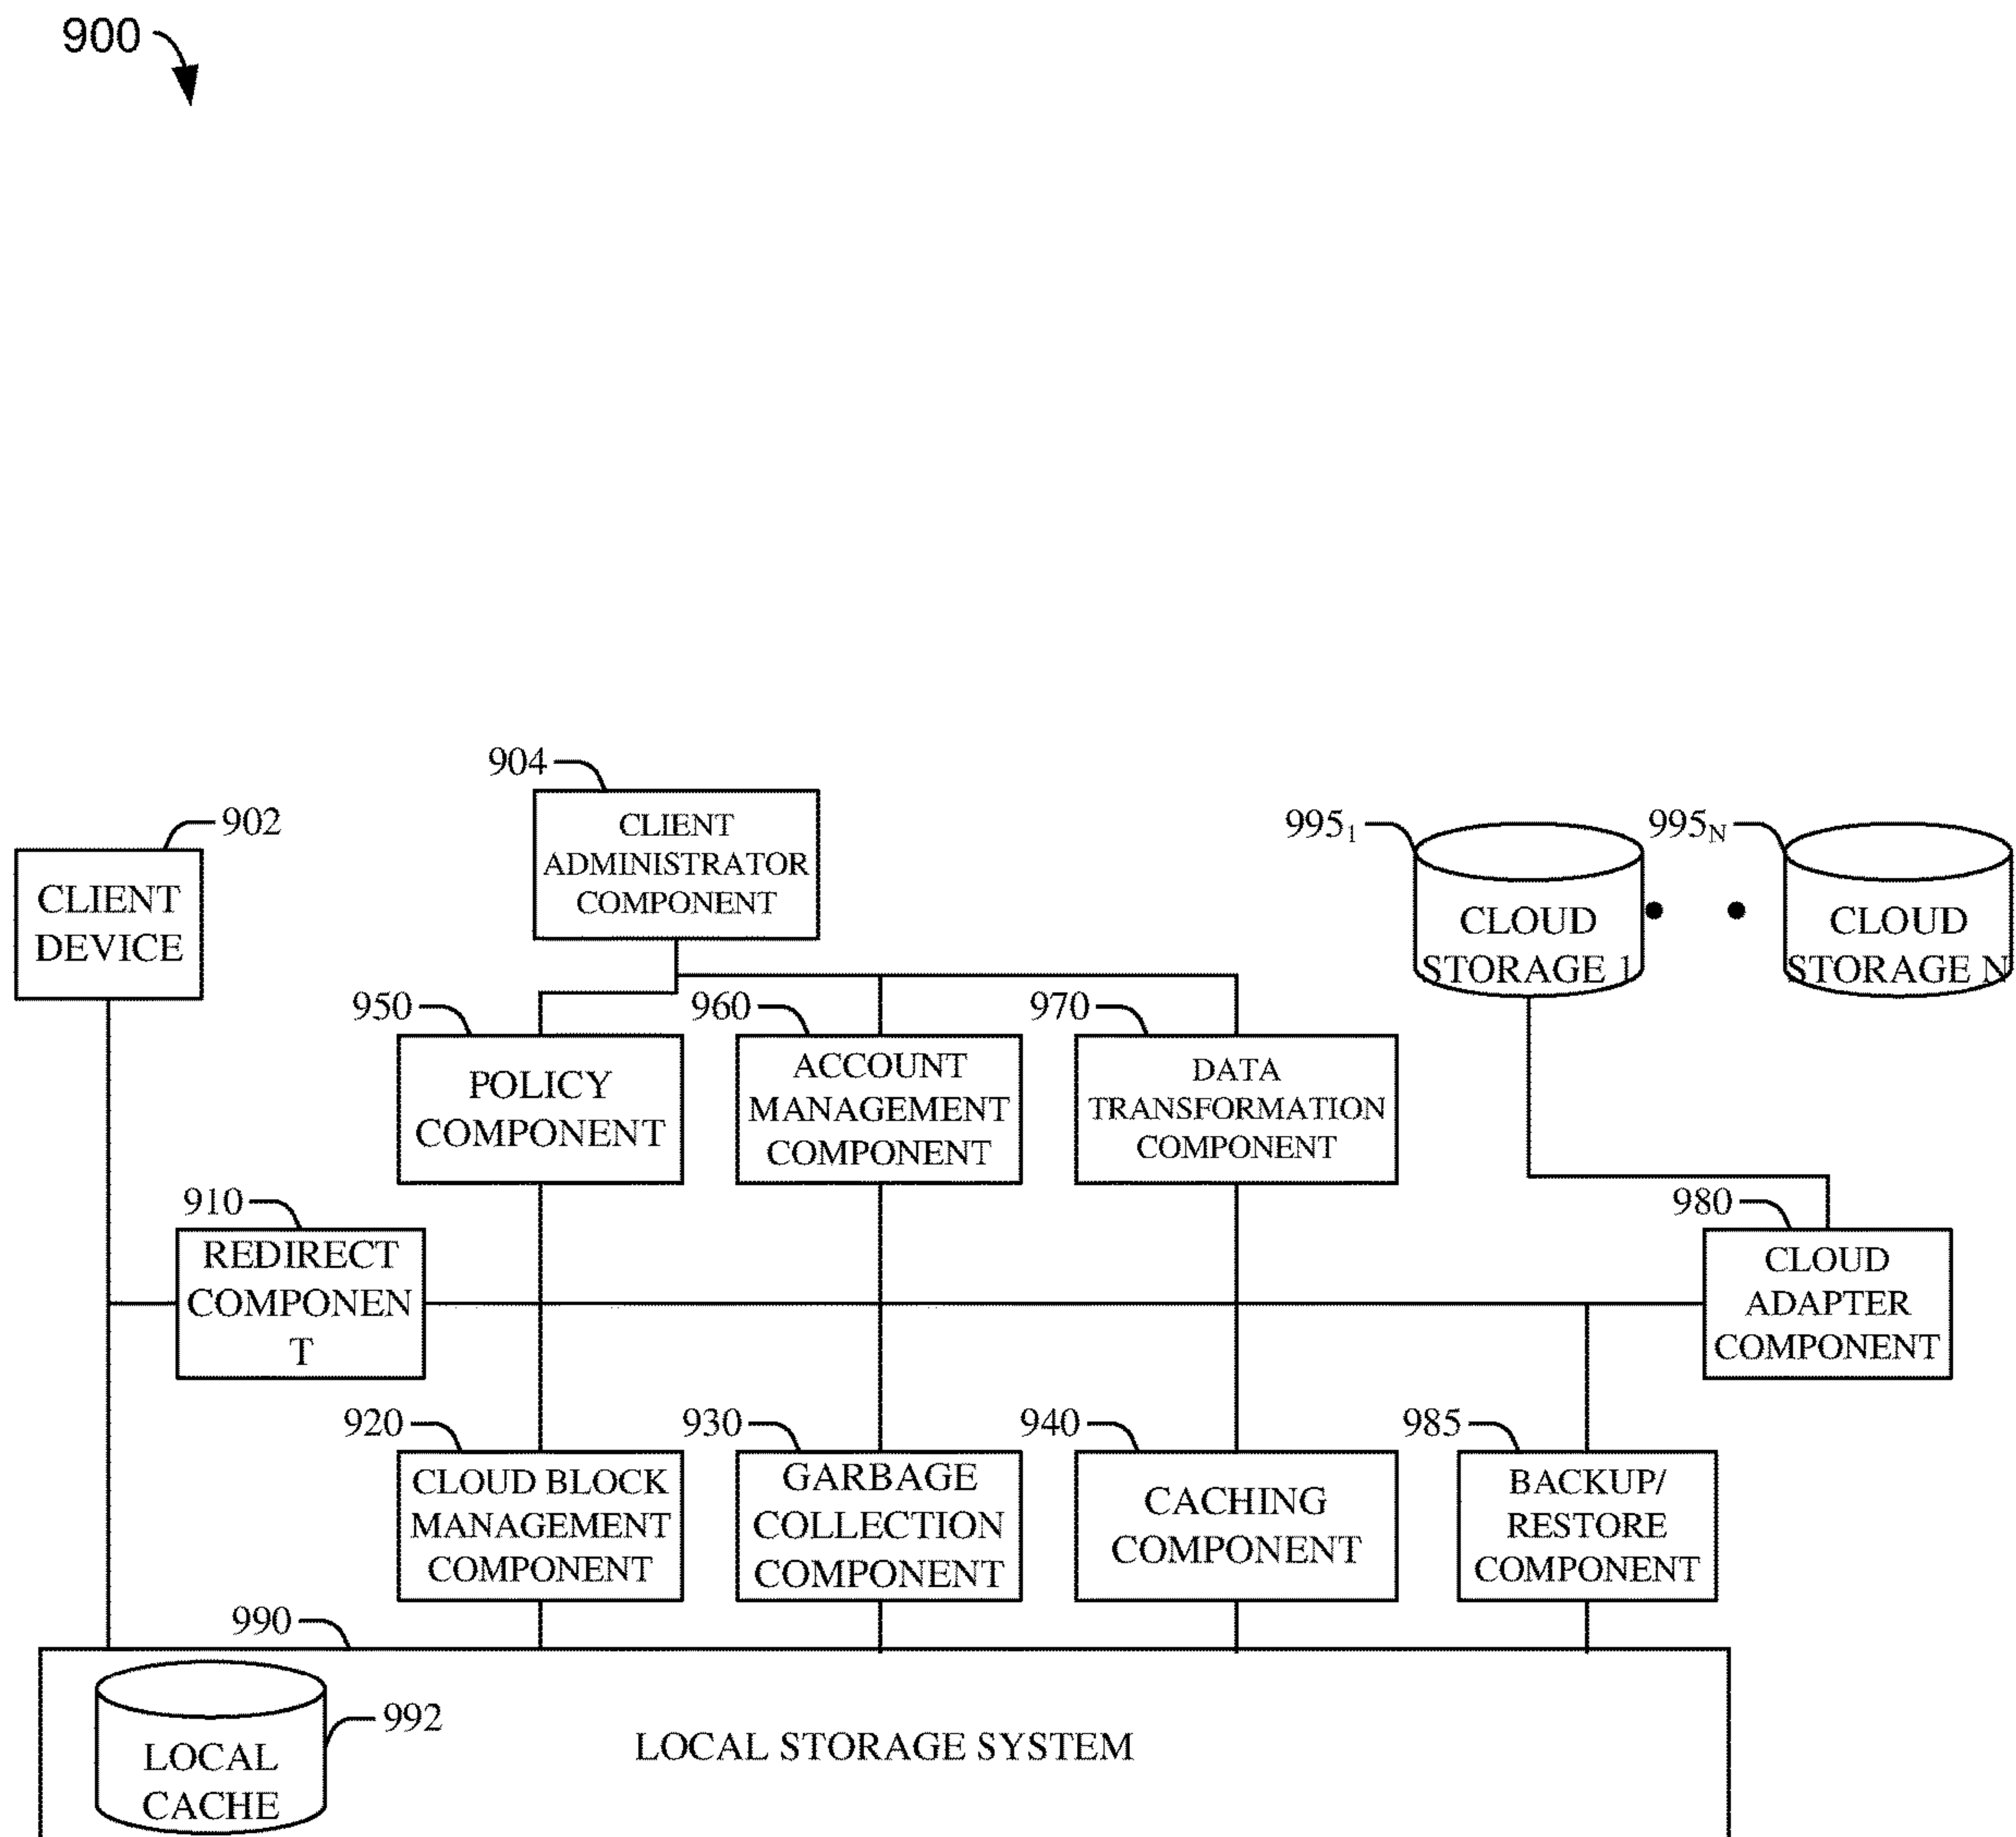 900
904
902
CLIENT
ADMINISTRATOR
COMPONENT
995₁
995N
CLIENT
DEVICE
CLOUD
STORAGE 1
CLOUD
STORAGE N
950
960
970
POLICY
COMPONENT
ACCOUNT
MANAGEMENT
COMPONENT
DATA
TRANSFORMATION
COMPONENT
910
980
REDIRECT
COMPONEN
T
CLOUD
ADAPTER
COMPONENT
920
930
940
985
CLOUD BLOCK
MANAGEMENT
COMPONENT
GARBAGE
COLLECTION
COMPONENT
CACHING
COMPONENT
BACKUP/
RESTORE
COMPONENT
990
992
LOCAL
CACHE
LOCAL STORAGE SYSTEM